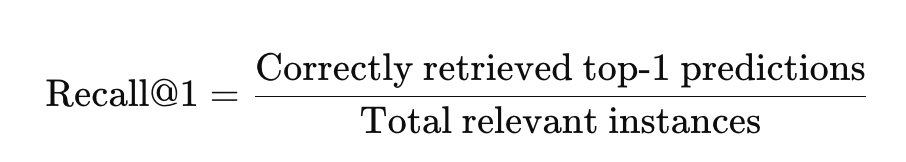 Recall@1 = Correctly retrieved top-1 predictions
Total relevant instances